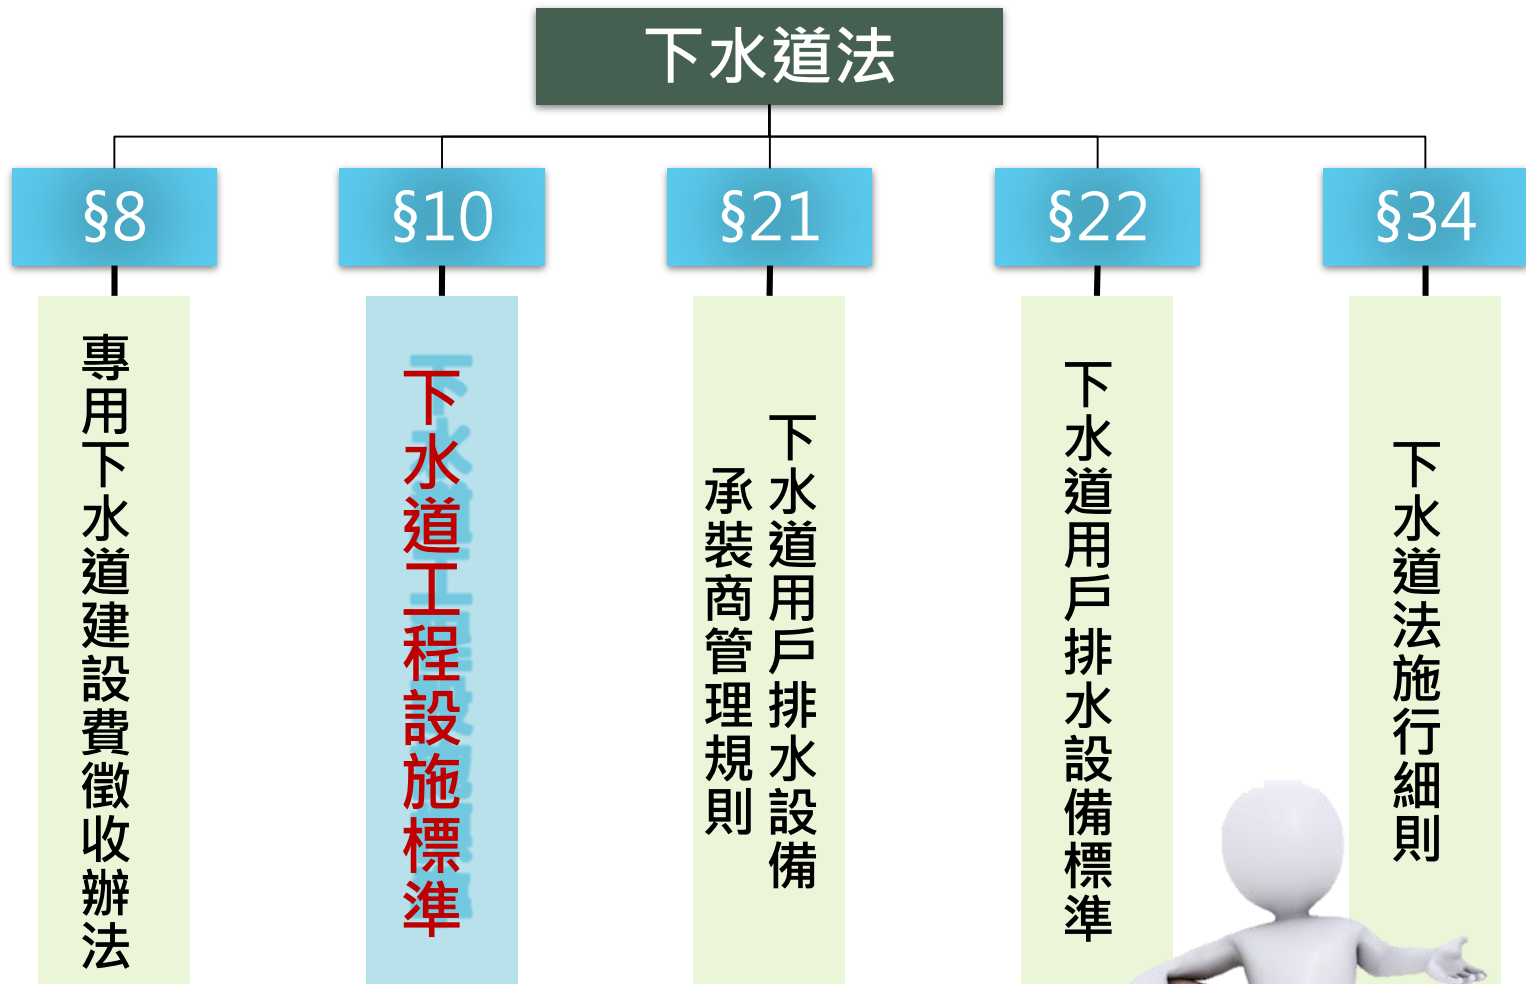 下水道法
§8
§10
§21
§22
§34
專用下水道建設費徵收辦法
下水道工程設施標準
下水道用戶排水設備
承裝商管理規則
下水道用戶排水設備標準
下水道法施行細則